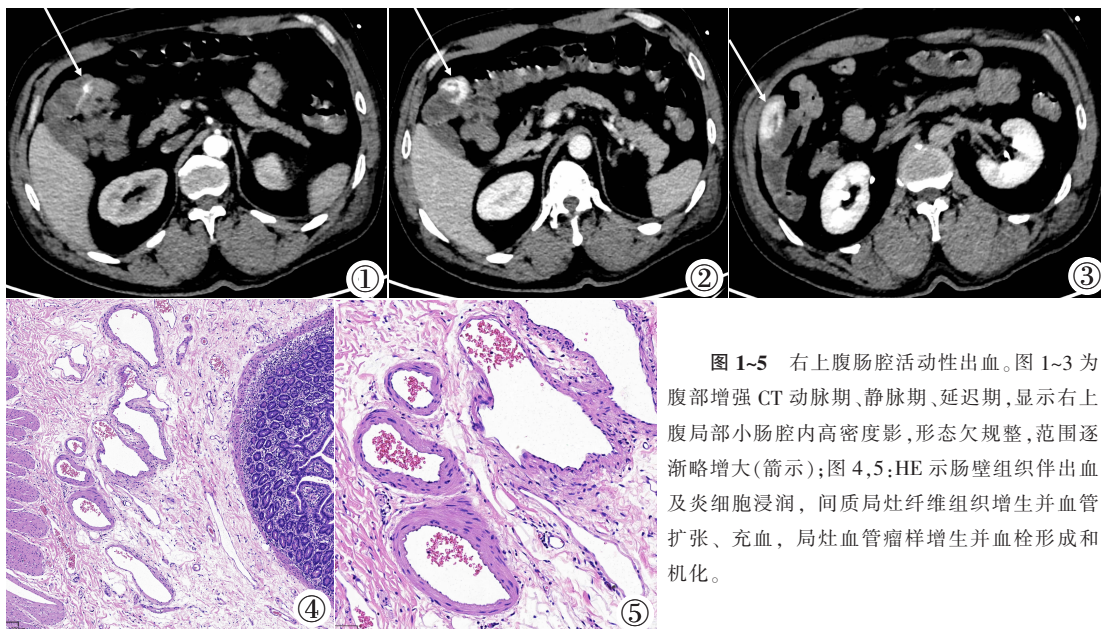 ①
②
③
④
⑤
图 1~5 右上腹肠腔活动性出血。图 1~3 为
腹部增强 CT 动脉期、静脉期、延迟期,显示右上
腹局部小肠腔内高密度影,形态欠规整,范围逐
渐略增大(箭示);图 4,5:HE 示肠壁组织伴出血
及炎细胞浸润，间质局灶纤维组织增生并血管
扩张、充血，局灶血管瘤样增生并血栓形成和
机化。